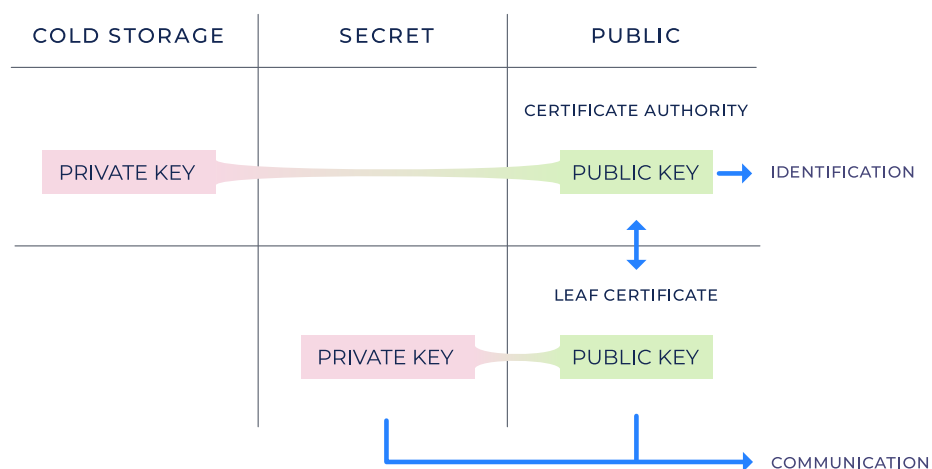 COLD STORAGE
SECRET
PUBLIC
CERTIFICATE AUTHORITY
PRIVATE KEY
PUBLIC KEY
IDENTIFICATION
LEAF CERTIFICATE
PRIVATE KEY
PUBLIC KEY
COMMUNICATION